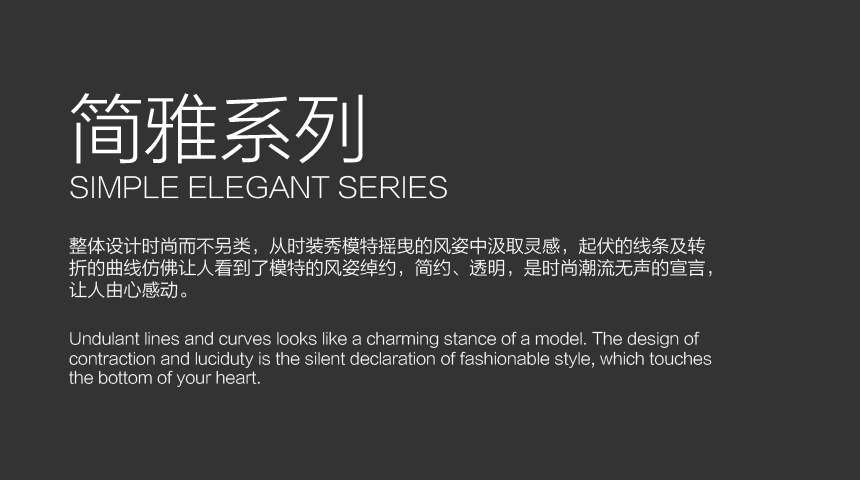 简雅系列
SIMPLE ELEGANT SERIES
整体设计时尚而不另类，从时装秀模特摇曳的风姿中汲取灵感，起伏的线条及转
折的曲线仿佛让人看到了模特的风姿绰约，简约、透明，是时尚潮流无声的宣言，
让人由心感动。
Undulant lines and curves looks like a charming stance of a model. The design of
contraction and luciduty is the silent declaration of fashionable style, which touches
the bottom of your heart.